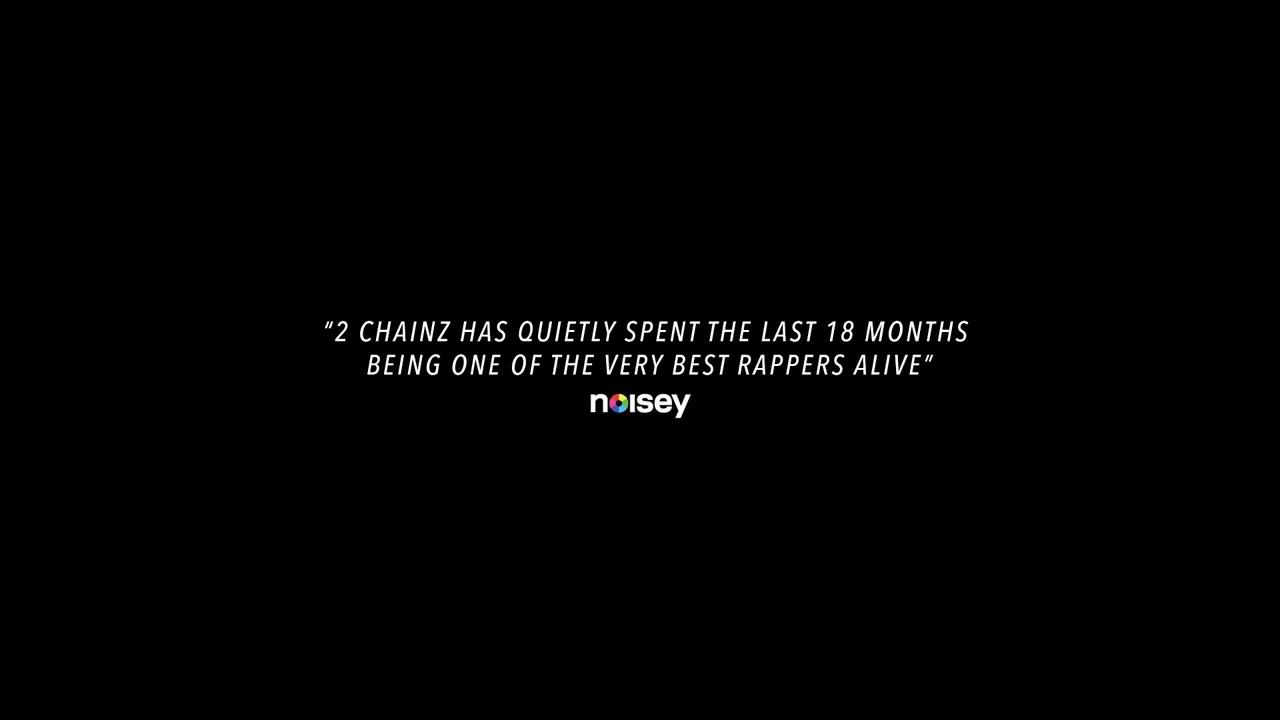 “2 CHAINZ HAS QUIETLY SPENT THE LAST 18 MONTHS
BEING ONE OF THE VERY BEST RAPPERS ALIVE”
noisey